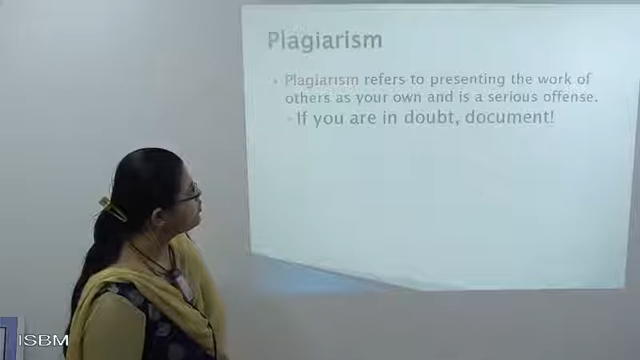 Plagiarism
Plagiarism refers to presenting the work of
others as your own and is a serious offense.
If you are in doubt, document!
ISBM